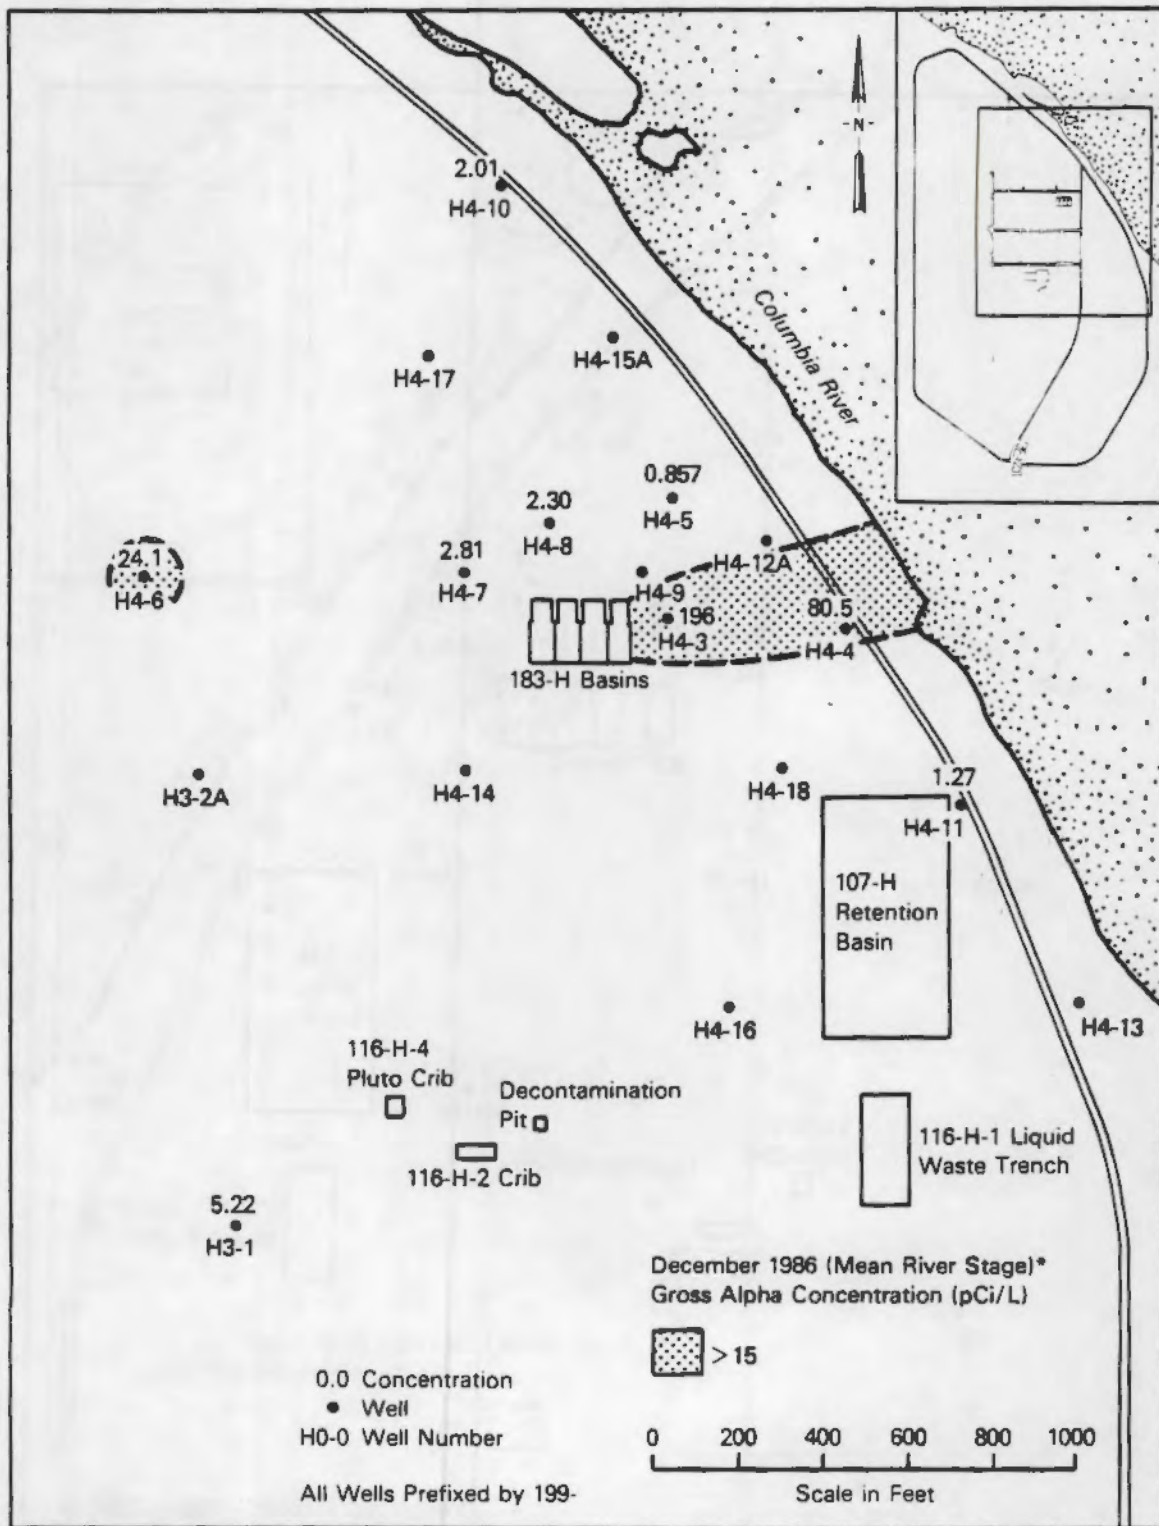 -N-
2.01
H4-10
Columbia River
H4-17
H4-15A
0.857
H4-5
2.30
H4-8
H4-12A
24.1
H4-6
2.81
H4-7
H4-9
196
H4-3
80.5
H4-4
183-H Basins
H3-2A
H4-14
H4-18
1.27
H4-11
107-H
Retention
Basin
H4-16
H4-13
116-H-4
Pluto Crib
Decontamination
Pit
116-H-2 Crib
116-H-1 Liquid
Waste Trench
5.22
H3-1
December 1986 (Mean River Stage)*
Gross Alpha Concentration (pCi/L)
>15
0.0 Concentration
Well
H0-0 Well Number
0 200 400 600 800 1000
All Wells Prefixed by 199-
Scale in Feet